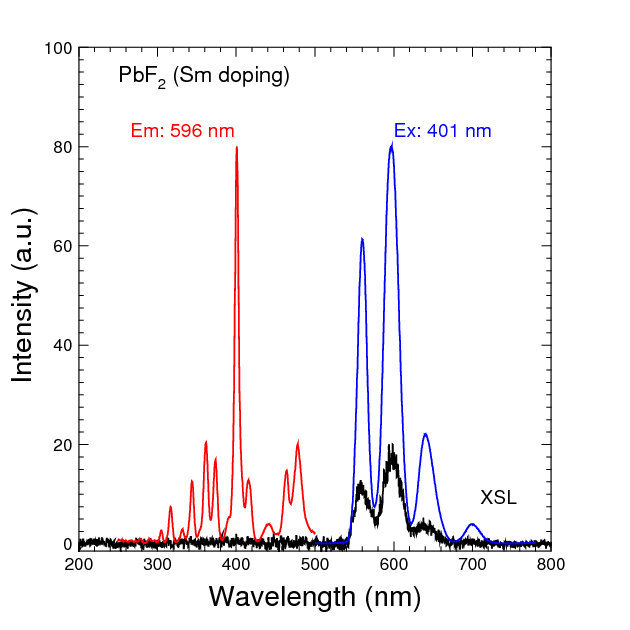 PbF2 (Sm doping)
Em: 596 nm
Ex: 401 nm
XSL
100
80
60
40
20
0
200 300 400 500 600 700 800
Intensity (a.u.)
Wavelength (nm)